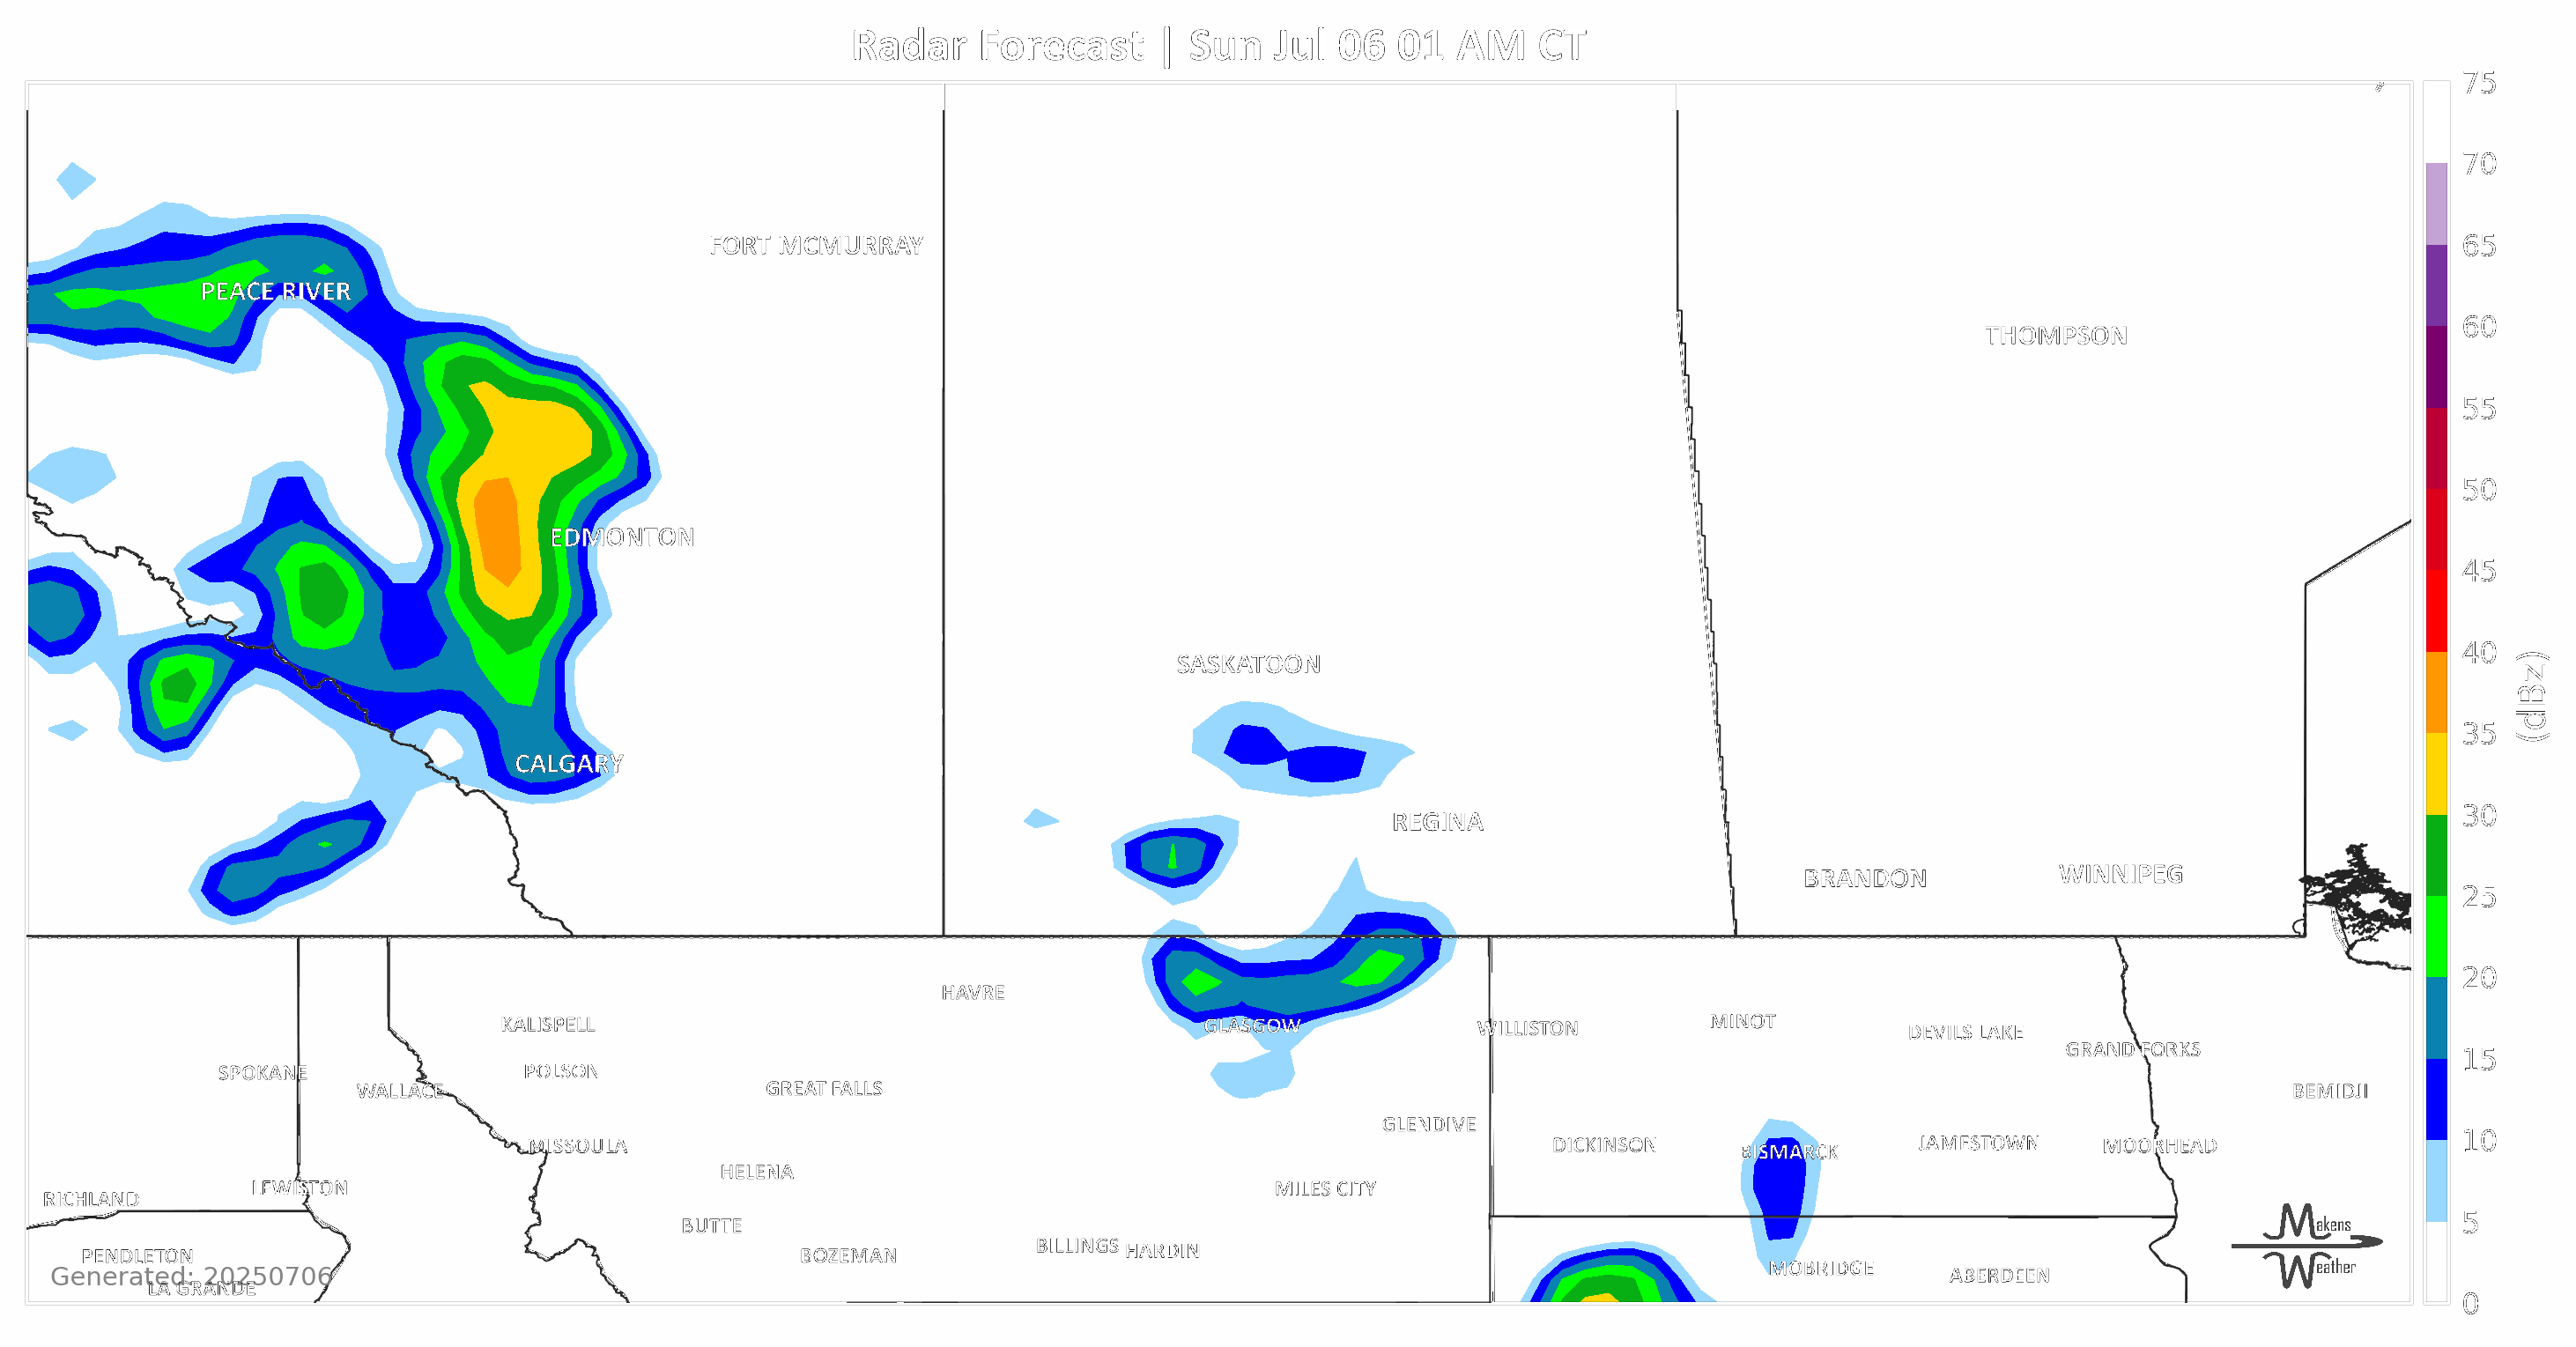 Radar Forecast | Sun Jul 06 01 AM CT
75
70
65
60
55
50
45
40
35
30
25
20
15
10
5
0
(dBz)
FORT MCMURRAY
PEACE RIVER
THOMPSON
EDMONTON
SASKATOON
CALGARY
REGINA
BRANDON
WINNIPEG
HAVRE
KALISPELL
GLASGOW
WILLISTON
MINOT
DEVILS LAKE
GRAND FORKS
SPOKANE
POLSON
WALLACE
GREAT FALLS
BEMIDJI
GLENDIVE
MISSOULA
DICKINSON
BISMARCK
JAMESTOWN
MOORHEAD
HELENA
LEWISTON
MILES CITY
RICHLAND
BUTTE
BILLINGS
HARDIN
BOZEMAN
PENDLETON
MOBRIDGE
ABERDEEN
Generated: 20250706
LA GRANDE
Makens
Weather